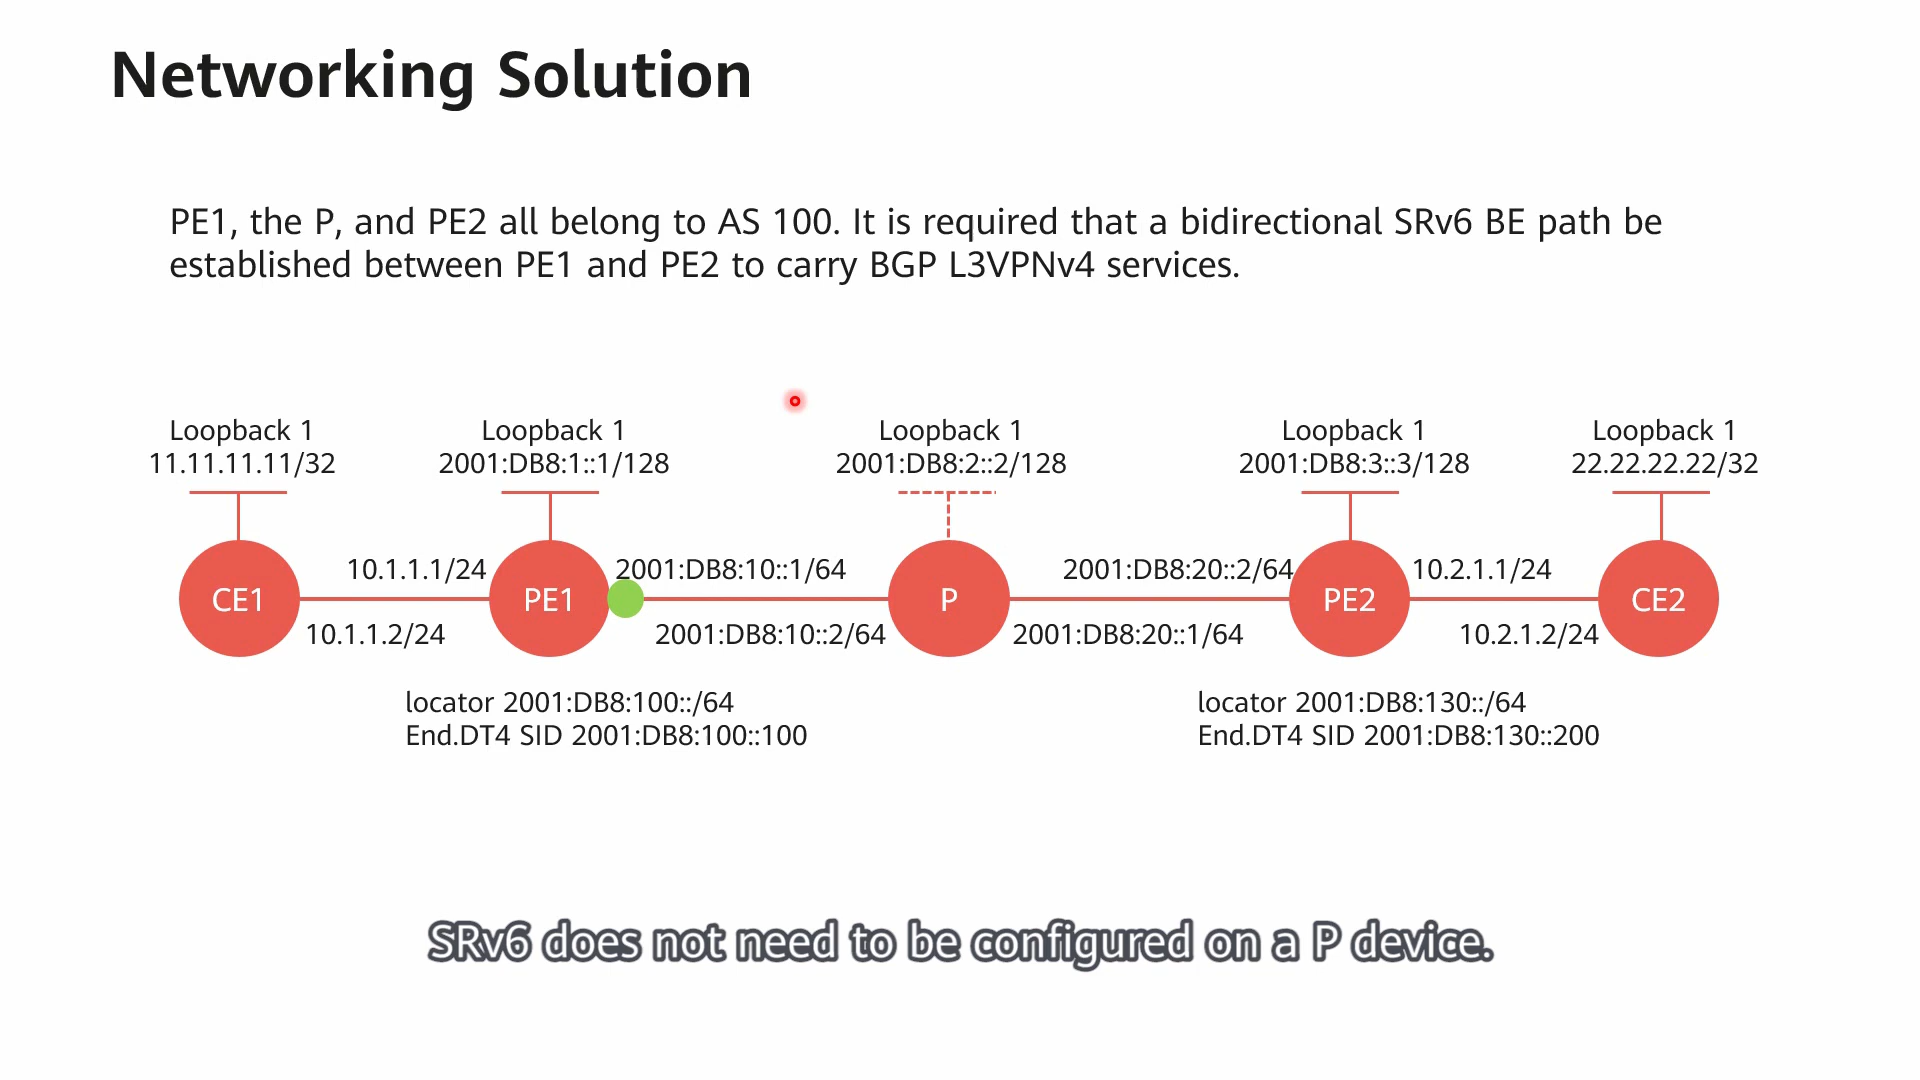 Networking Solution
PE1, the P, and PE2 all belong to AS 100. It is required that a bidirectional SRv6 BE path be
established between PE1 and PE2 to carry BGP L3VPNv4 services.
Loopback 1
11.11.11.11/32
Loopback 1
2001:DB8:1::1/128
Loopback 1
2001:DB8:2::2/128
Loopback 1
2001:DB8:3::3/128
Loopback 1
22.22.22.22/32
CE1
10.1.1.1/24
10.1.1.2/24
PE1
2001:DB8:10::1/64
2001:DB8:10::2/64
P
2001:DB8:20::2/64
2001:DB8:20::1/64
PE2
10.2.1.1/24
10.2.1.2/24
CE2
locator 2001:DB8:100::/64
End.DT4 SID 2001:DB8:100::100
locator 2001:DB8:130::/64
End.DT4 SID 2001:DB8:130::200
SRv6 does not need to be configured on a P device.